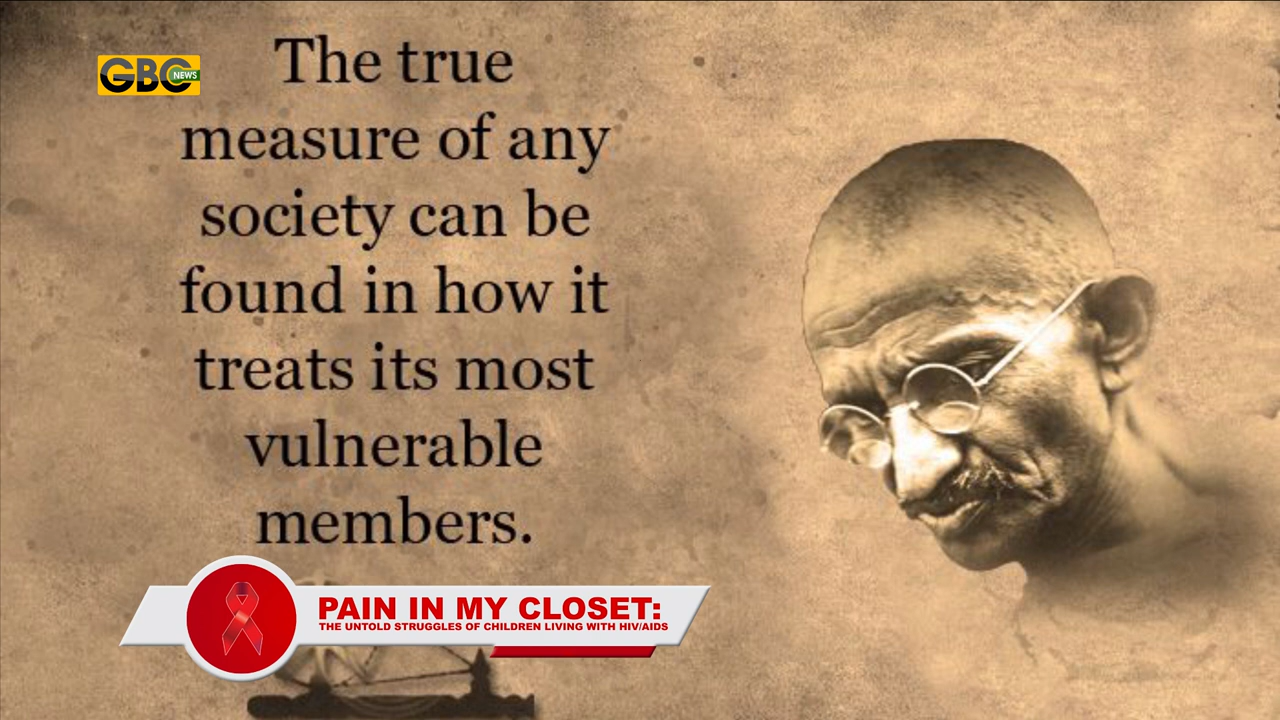 GBC
NEWS
The true
measure of any
society can be
found in how it
treats its most
vulnerable
members.
PAIN IN MY CLOSET:
THE UNTOLD STRUGGLES OF CHILDREN LIVING WITH HIV/AIDS